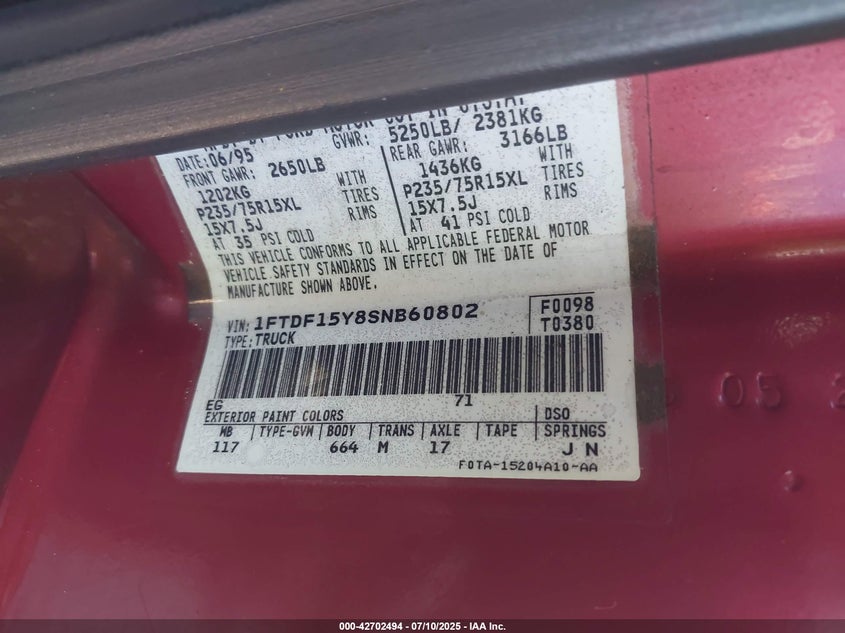 GVWR: 5250LB/ 2381KG
DATE: 06/95
FRONT GAWR: 2650LB
1202KG WITH
P235/75R15XL TIRES
15X7.5J RIMS
AT 35 PSI COLD
REAR GAWR: 3166LB
1436KG WITH
P235/75R15XL TIRES
15X7.5J RIMS
AT 41 PSI COLD
THIS VEHICLE CONFORMS TO ALL APPLICABLE FEDERAL MOTOR
VEHICLE SAFETY STANDARDS IN EFFECT ON THE DATE OF
MANUFACTURE SHOWN ABOVE.
VIN: 1FTDF15Y8SNB60802
TYPE: TRUCK
F0098
T0380
EG 71
EXTERIOR PAINT COLORS DSO
WB TYPE-GVW BODY TRANS AXLE TAPE SPRINGS
117 664 M 17 J N
F0TA-15204A10-AA
05 2
000-42702494 - 07/10/2025 - IAA Inc.